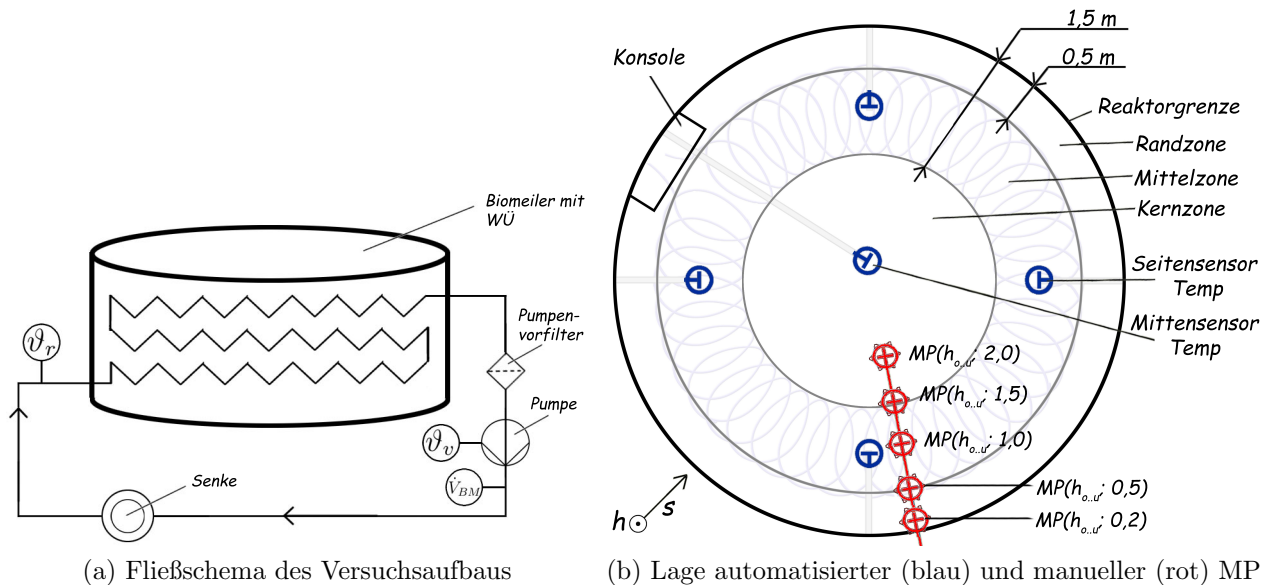 Biomeiler mit
WÜ
ϑr
Pumpen-
vorfilter
Pumpe
ϑv
V̇BM
Senke
(a) Fließschema des Versuchsaufbaus
1,5 m
0,5 m
Konsole
Reaktorgrenze
Randzone
Mittelzone
Kernzone
Seitensensor
Temp
Mittensensor
Temp
MP(ho..u; 2,0)
MP(ho..u; 1,5)
MP(ho..u; 1,0)
MP(ho..u; 0,5)
MP(ho..u; 0,2)
h
s
(b) Lage automatisierter (blau) und manueller (rot) MP